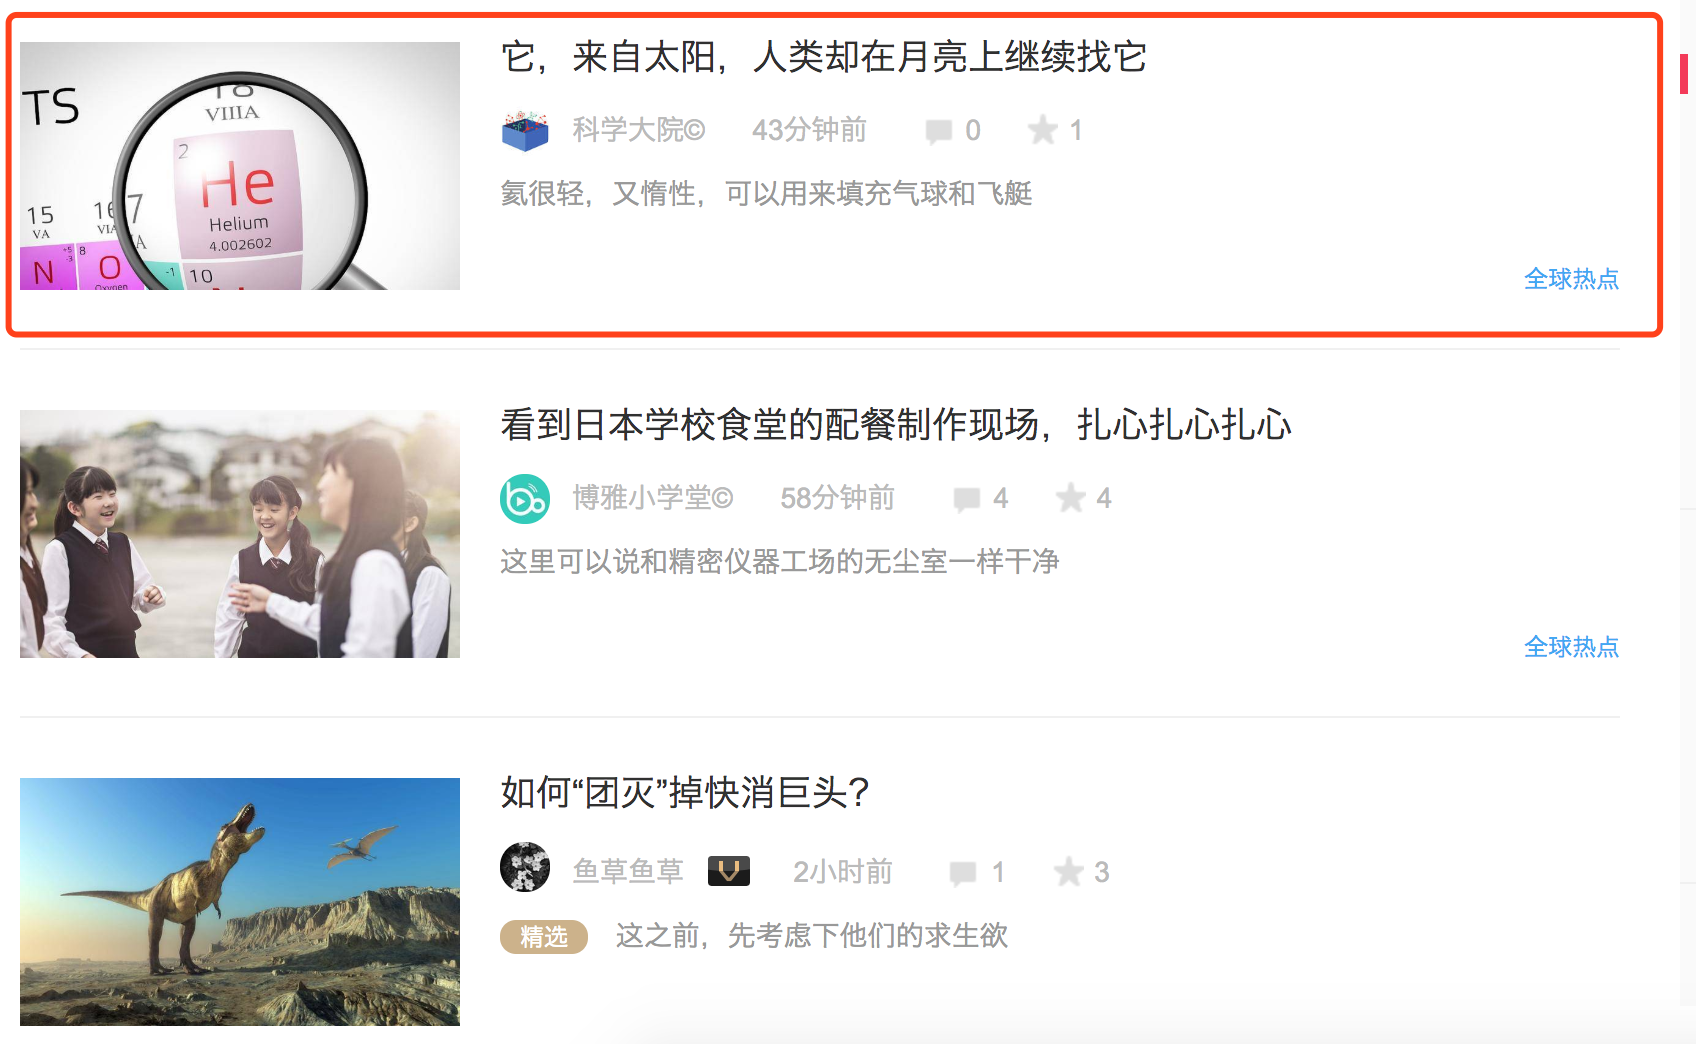 它，来自太阳，人类却在月亮上继续找它
科学大院© 43分钟前 0 1
氦很轻，又惰性，可以用来填充气球和飞艇
全球热点
TS
18
VIIIA
2
He
Helium
4.002602
15
VA
16
VIA
17
A
+5
-3
8
N
O
Oxygen
-1
10
看到日本学校食堂的配餐制作现场，扎心扎心扎心
博雅小学堂© 58分钟前 4 4
这里可以说和精密仪器工场的无尘室一样干净
全球热点
如何“团灭”掉快消巨头？
鱼草鱼草 V 2小时前 1 3
精选 这之前，先考虑下他们的求生欲